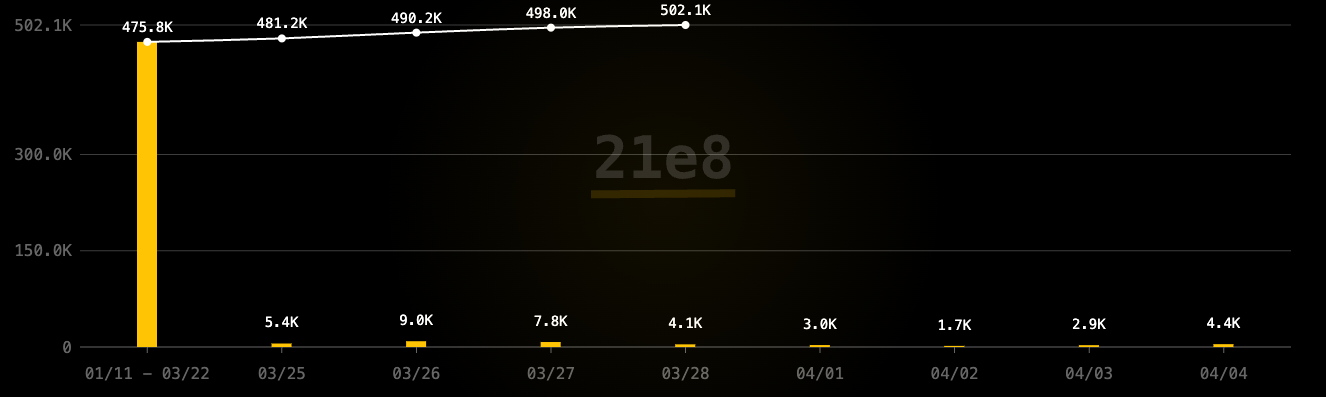 502.1K
300.0K
150.0K
0
475.8K 481.2K 490.2K 498.0K 502.1K
21e8
5.4K 9.0K 7.8K 4.1K 3.0K 1.7K 2.9K 4.4K
01/11 – 03/22 03/25 03/26 03/27 03/28 04/01 04/02 04/03 04/04